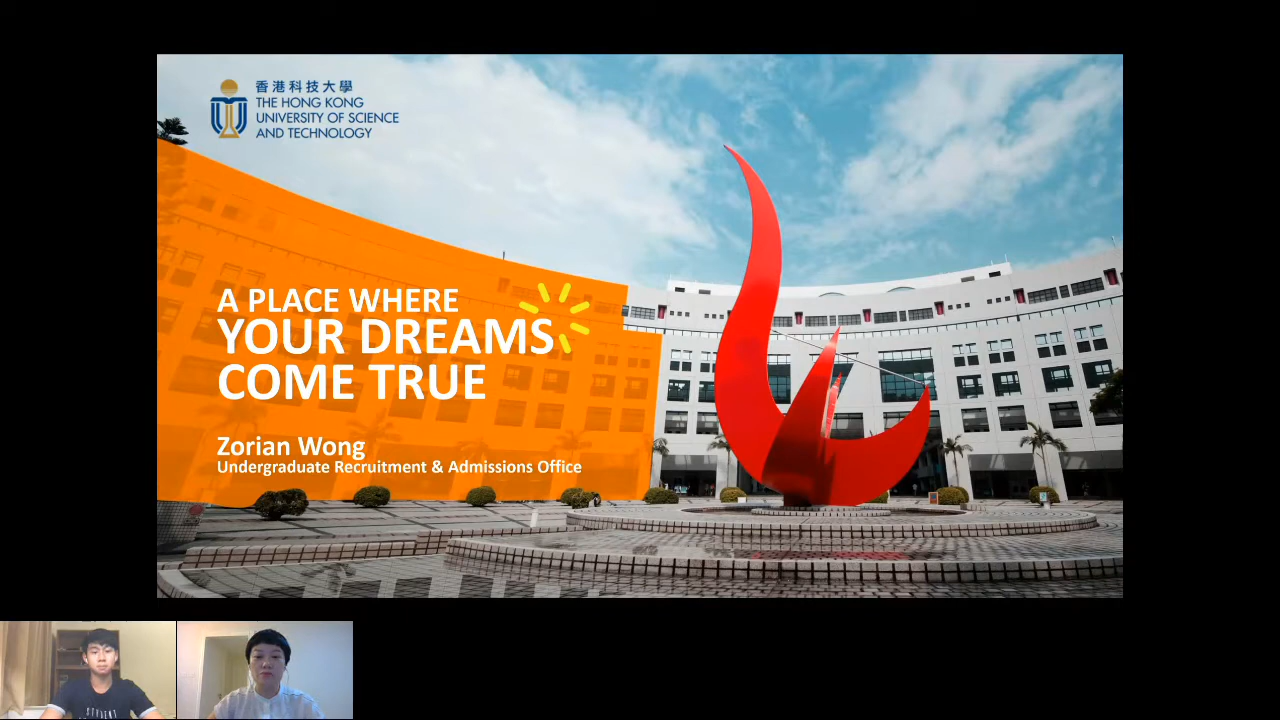 香港科技大學
THE HONG KONG
UNIVERSITY OF SCIENCE
AND TECHNOLOGY
A PLACE WHERE
YOUR DREAMS
COME TRUE
Zorian Wong
Undergraduate Recruitment & Admissions Office
STUDENT